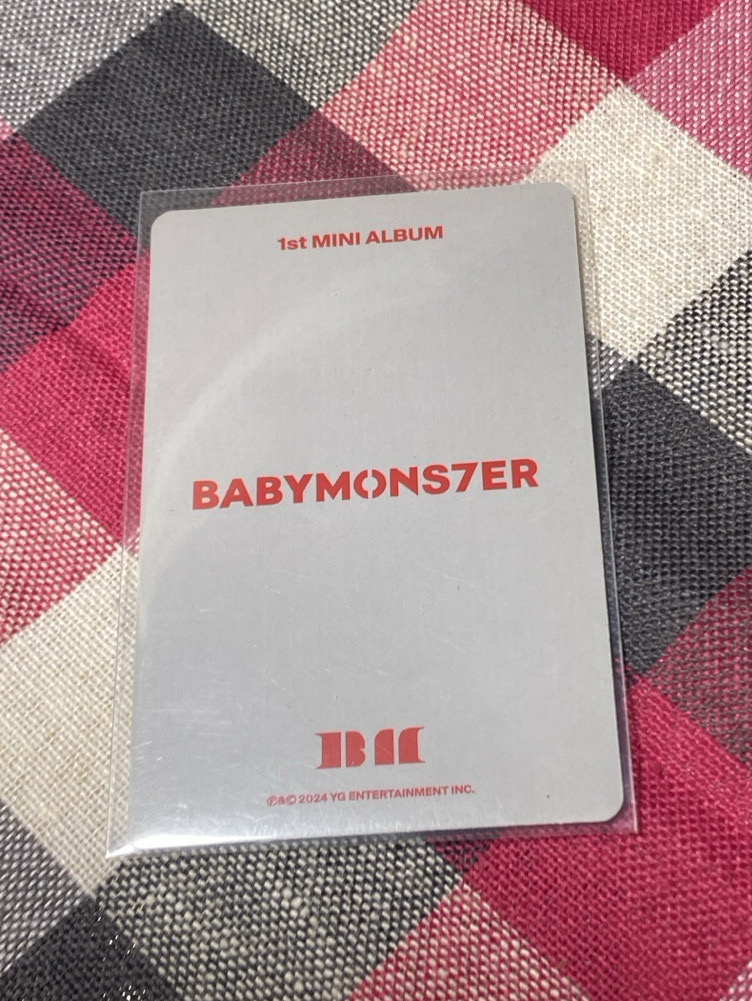 1st MINI ALBUM
BABYMONS7ER
BM
℗&© 2024 YG ENTERTAINMENT INC.